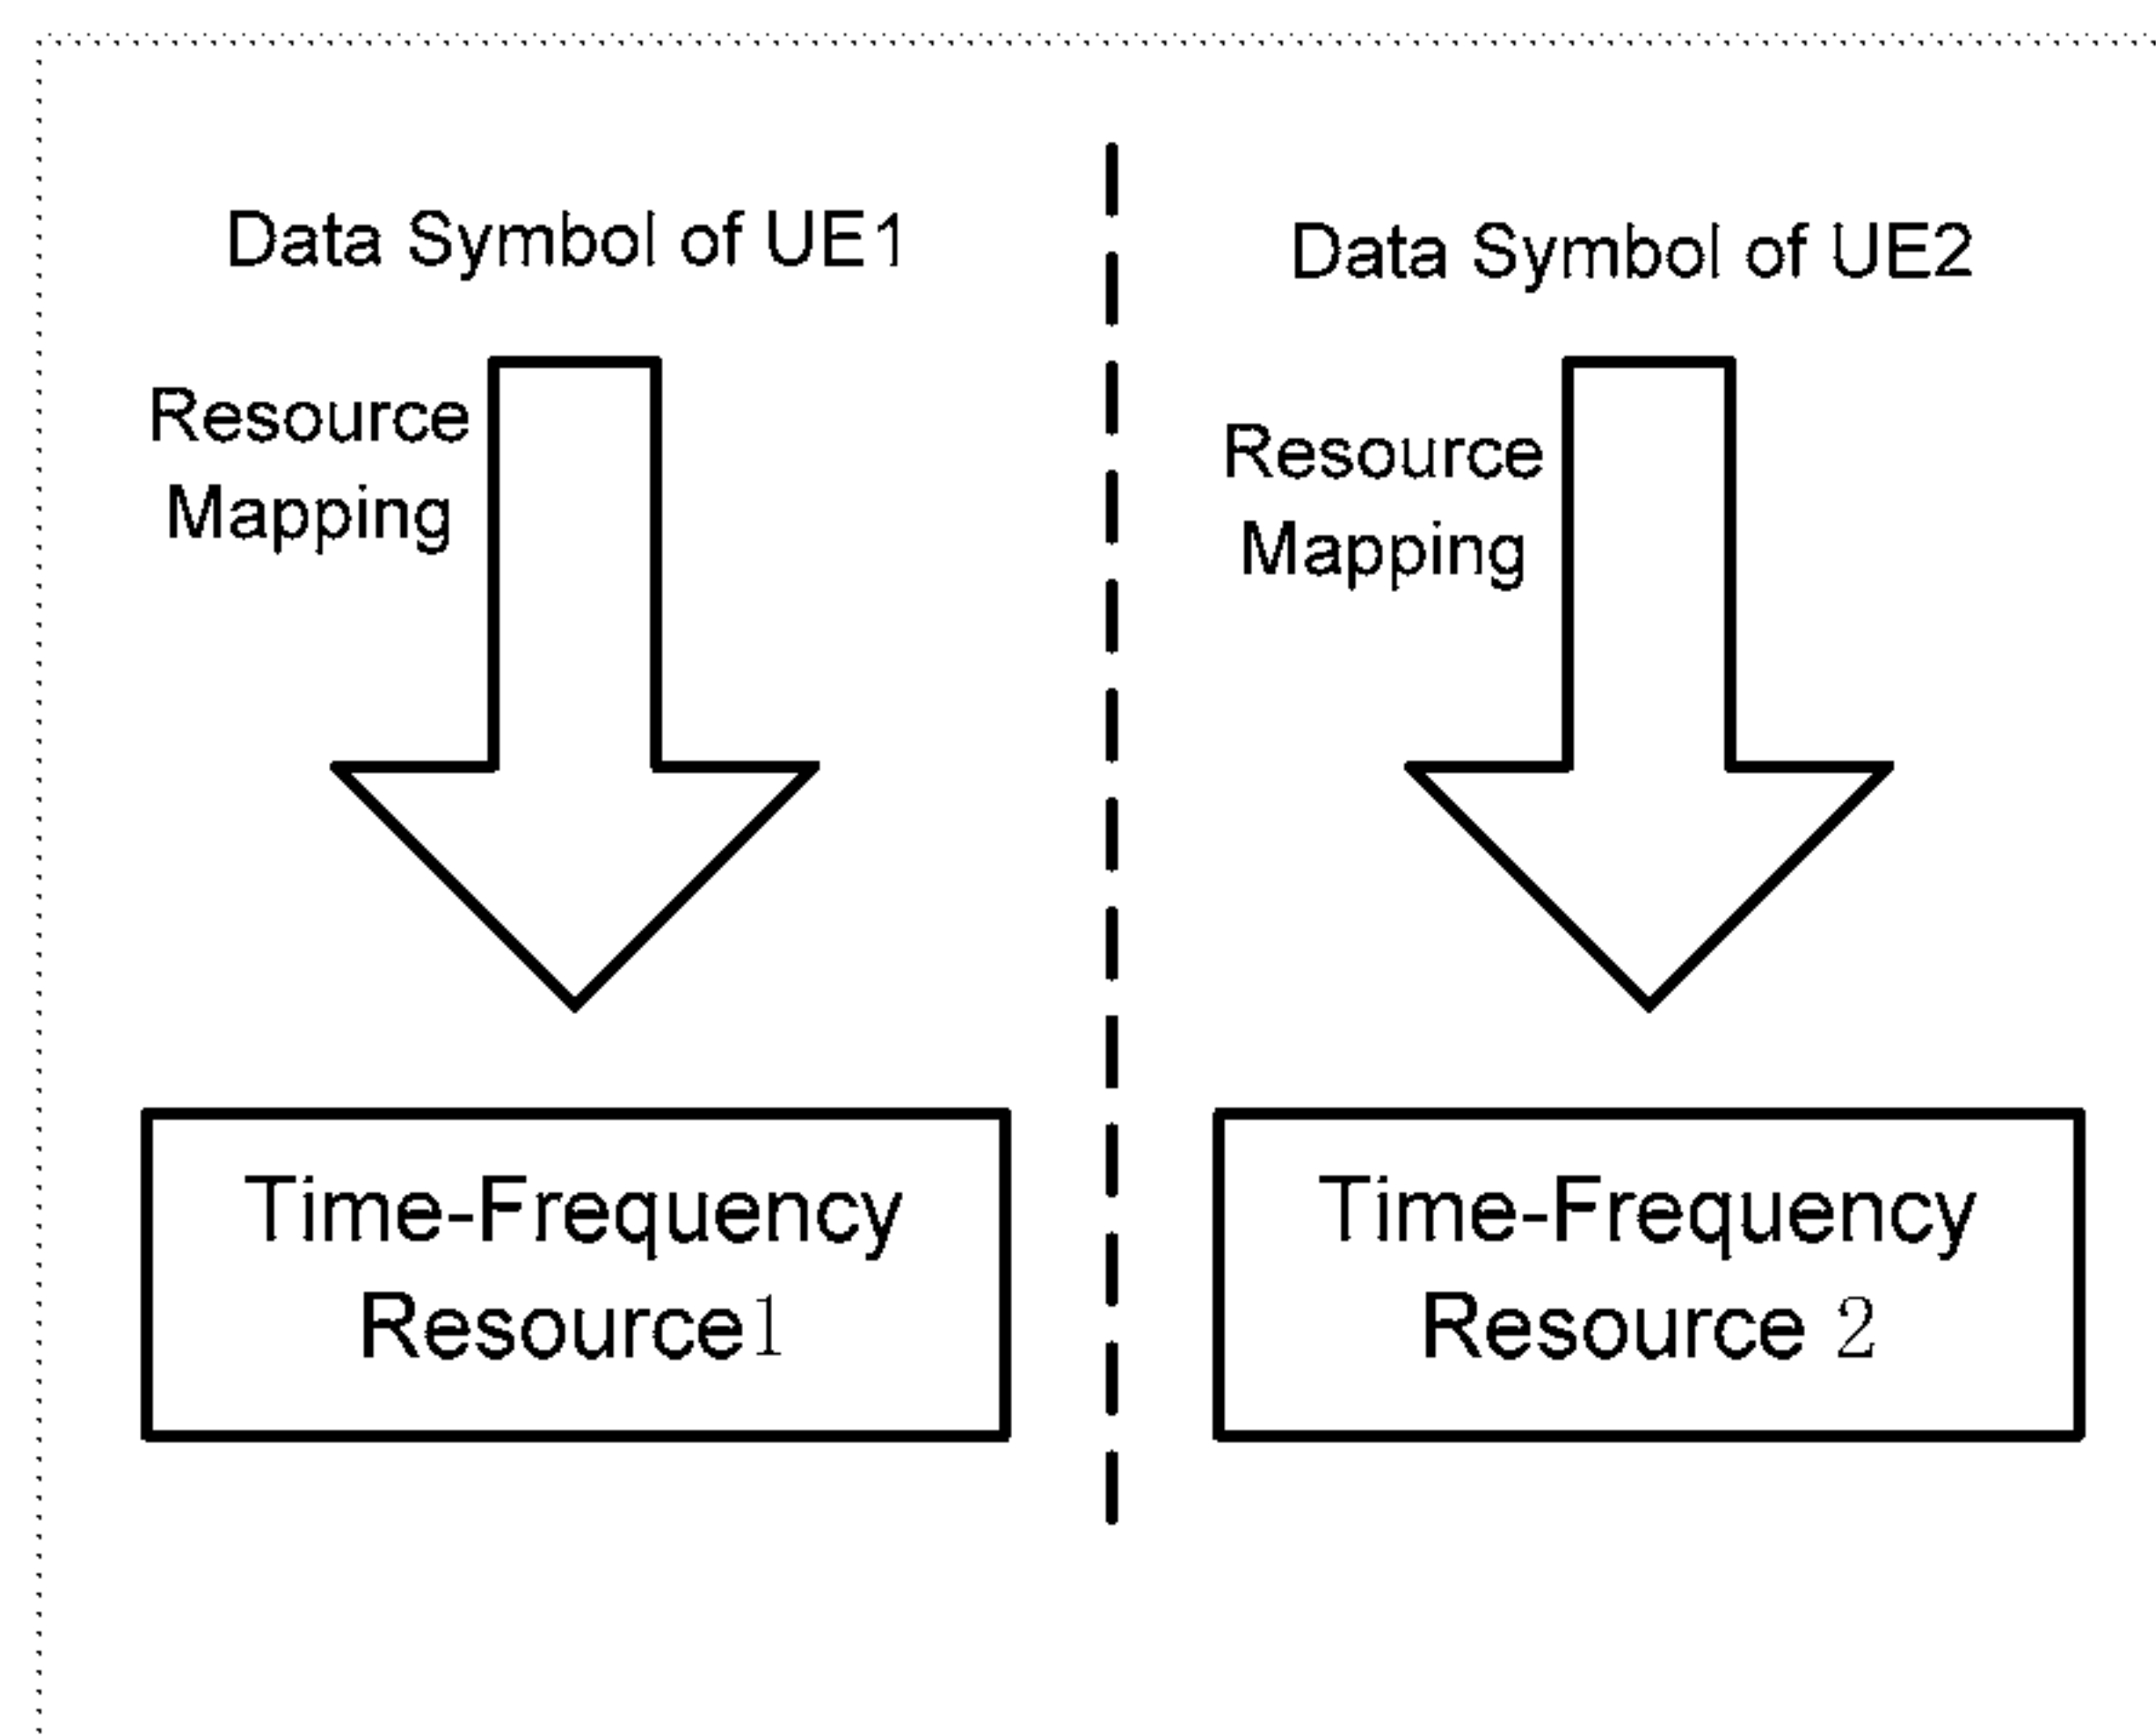 Data Symbol of UE1
Resource
Mapping
Time-Frequency
Resource1
Data Symbol of UE2
Resource
Mapping
Time-Frequency
Resource 2